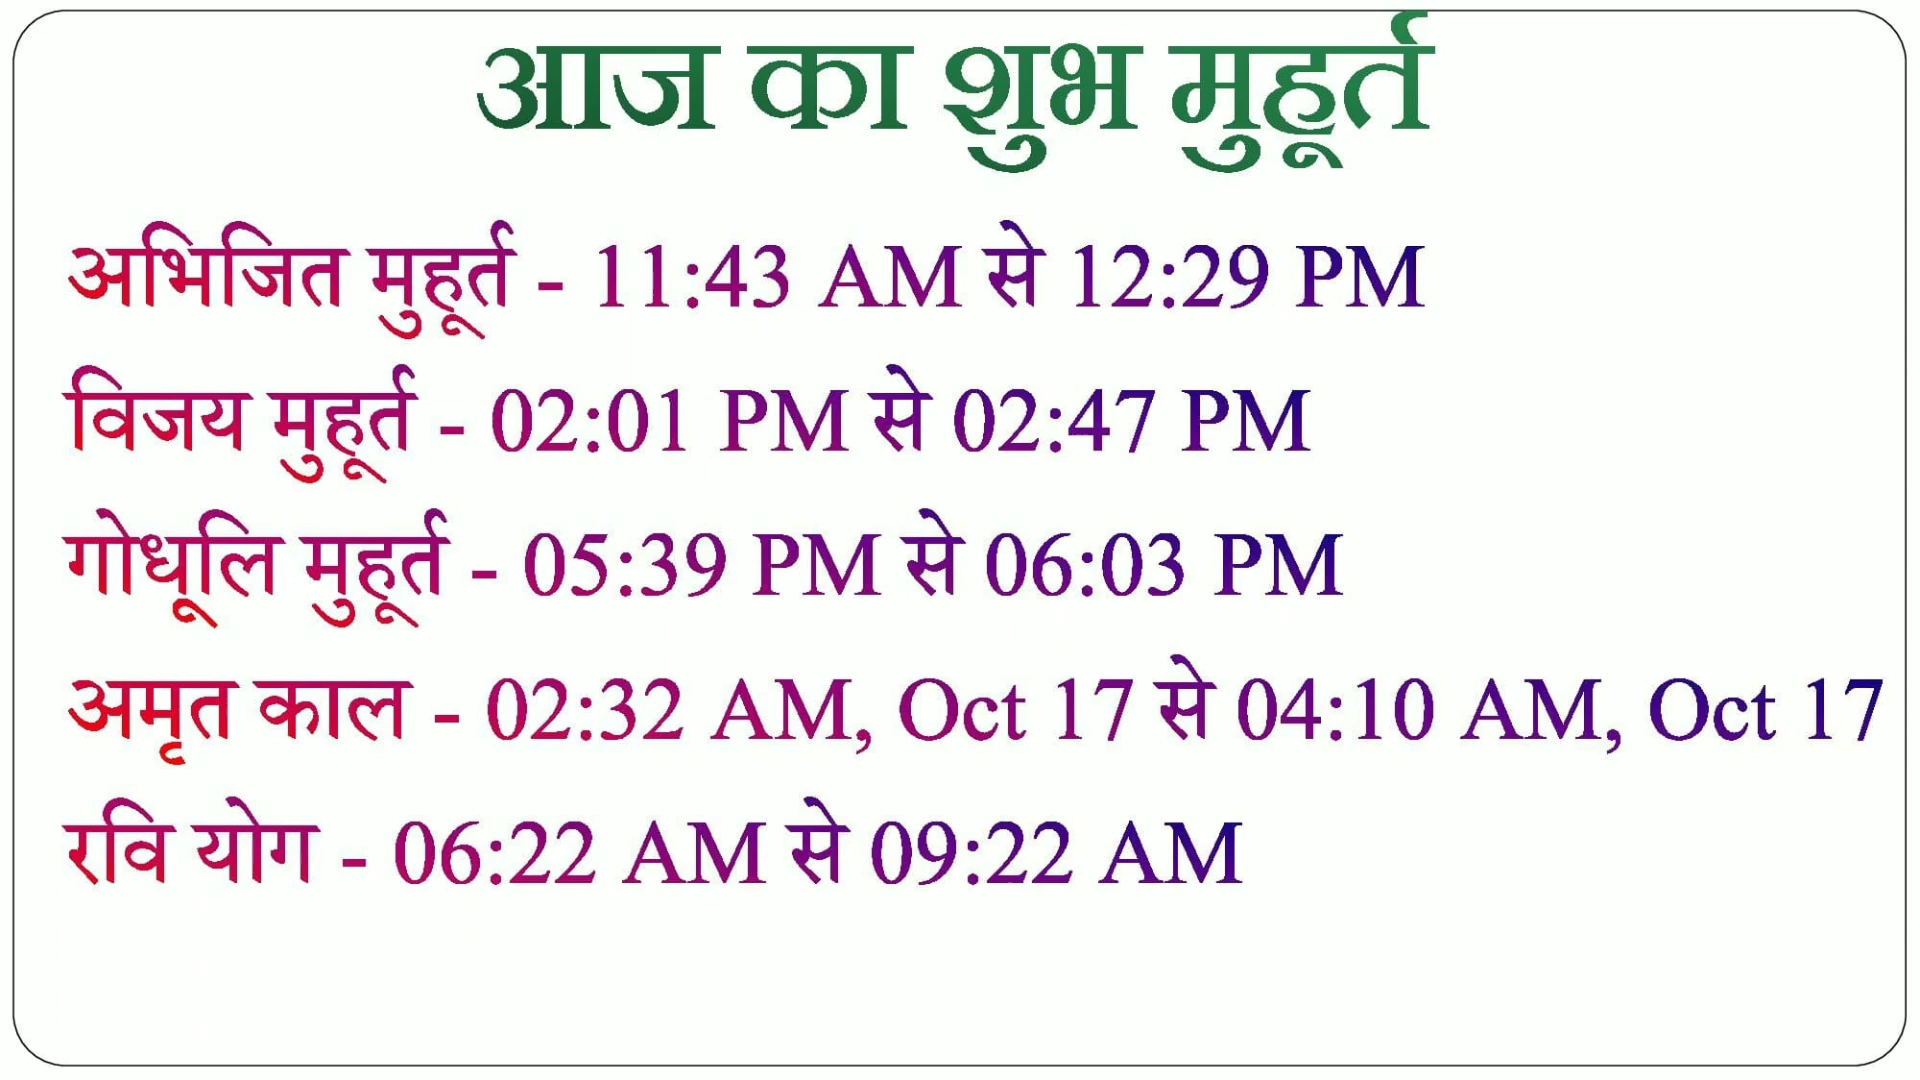 आज का शुभ मुहूर्त
अभिजित मुहूर्त - 11:43 AM से 12:29 PM
विजय मुहूर्त - 02:01 PM से 02:47 PM
गोधूलि मुहूर्त - 05:39 PM से 06:03 PM
अमृत काल - 02:32 AM, Oct 17 से 04:10 AM, Oct 17
रवि योग - 06:22 AM से 09:22 AM